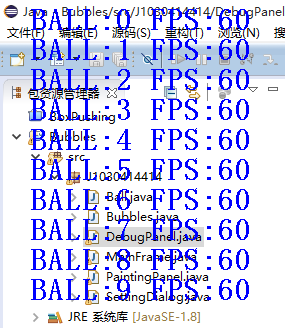 Java - Bubbles/src/J1030414414/DebugPanel
BALL:0 FPS:60
文件(F) 编辑(E) 源码(S) 重构(T) 浏览(N)
BALL:1 FPS:60
BALL:2 FPS:60
包资源管理器
BALL:3 FPS:60
BoxPushing
Bubbles
BALL:4 FPS:60
src
BALL:5 FPS:60
J1030414414
BALL:6 FPS:60
Ball.java
Bubbles.java
BALL:7 FPS:60
DebugPanel.java
MainFrame.java
BALL:8 FPS:60
PaintingPanel.java
BALL:9 FPS:60
SettingDialog.java
JRE 系统库 [JavaSE-1.8]